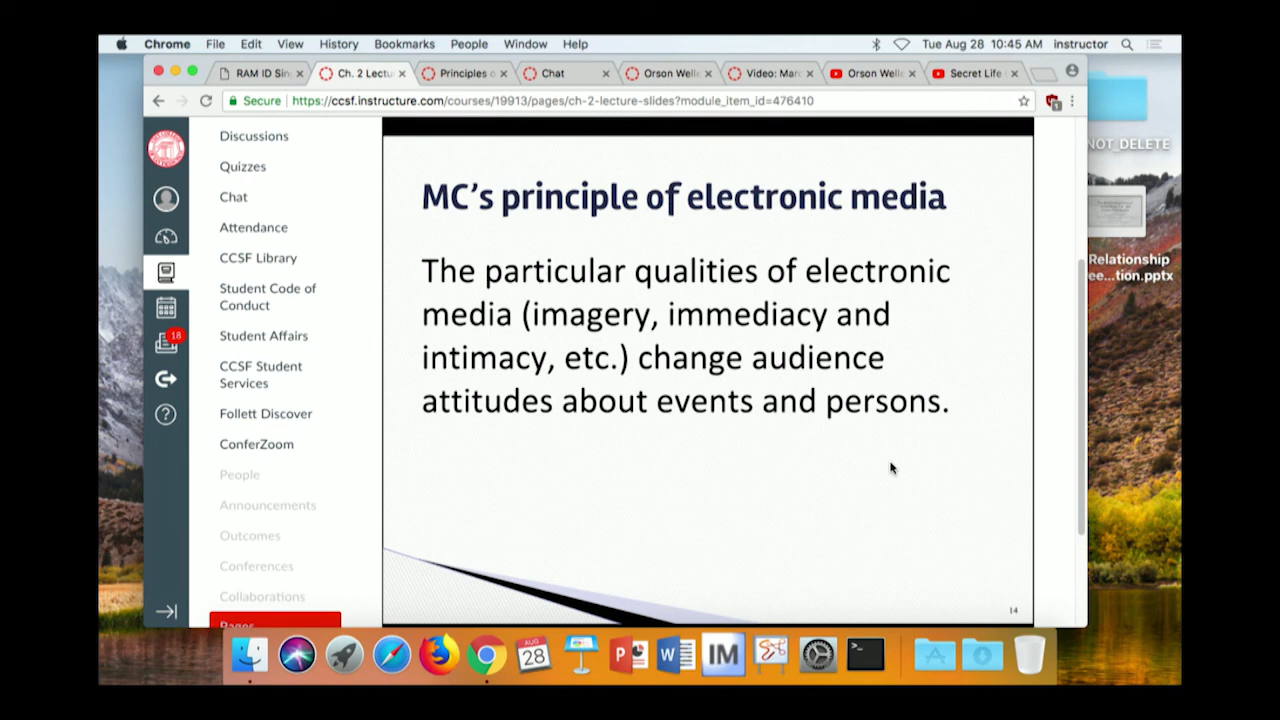 Chrome File Edit View History Bookmarks People Window Help Tue Aug 28 10:45 AM instructor
RAM ID Sin Ch. 2 Lectu Principles o Chat Orson Welle Video: Marc Orson Welle Secret Life
Secure https://ccsf.instructure.com/courses/19913/pages/ch-2-lecture-slides?module_item_id=476410
NOT_DELETE
Relationship
ee...tion.pptx
18
Discussions
Quizzes
Chat
Attendance
CCSF Library
Student Code of
Conduct
Student Affairs
CCSF Student
Services
Follett Discover
ConferZoom
People
Announcements
Outcomes
Conferences
Collaborations
Pages
MC's principle of electronic media
The particular qualities of electronic
media (imagery, immediacy and
intimacy, etc.) change audience
attitudes about events and persons.
14
AUG
28
P
W
IM